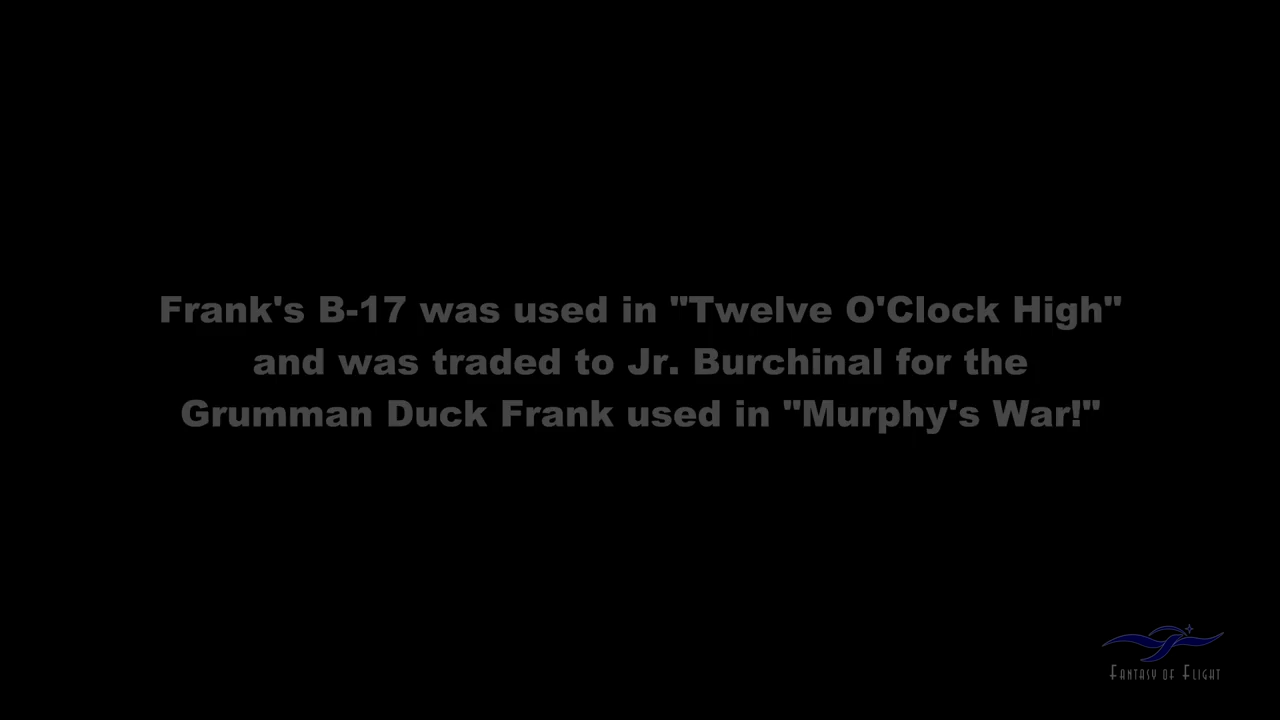 Frank's B-17 was used in "Twelve O'Clock High"
and was traded to Jr. Burchinal for the
Grumman Duck Frank used in "Murphy's War!"
Fantasy of Flight